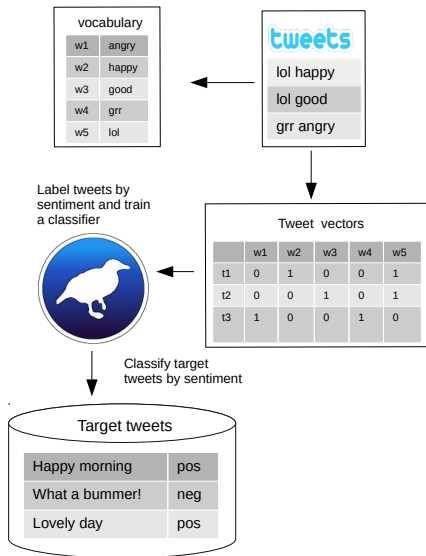 vocabulary
w1 angry
w2 happy
w3 good
w4 grr
w5 lol
tweets
lol happy
lol good
grr angry
Label tweets by
sentiment and train
a classifier
Tweet vectors
w1 w2 w3 w4 w5
t1 0 1 0 0 1
t2 0 0 1 0 1
t3 1 0 0 1 0
Classify target
tweets by sentiment
Target tweets
Happy morning pos
What a bummer! neg
Lovely day pos